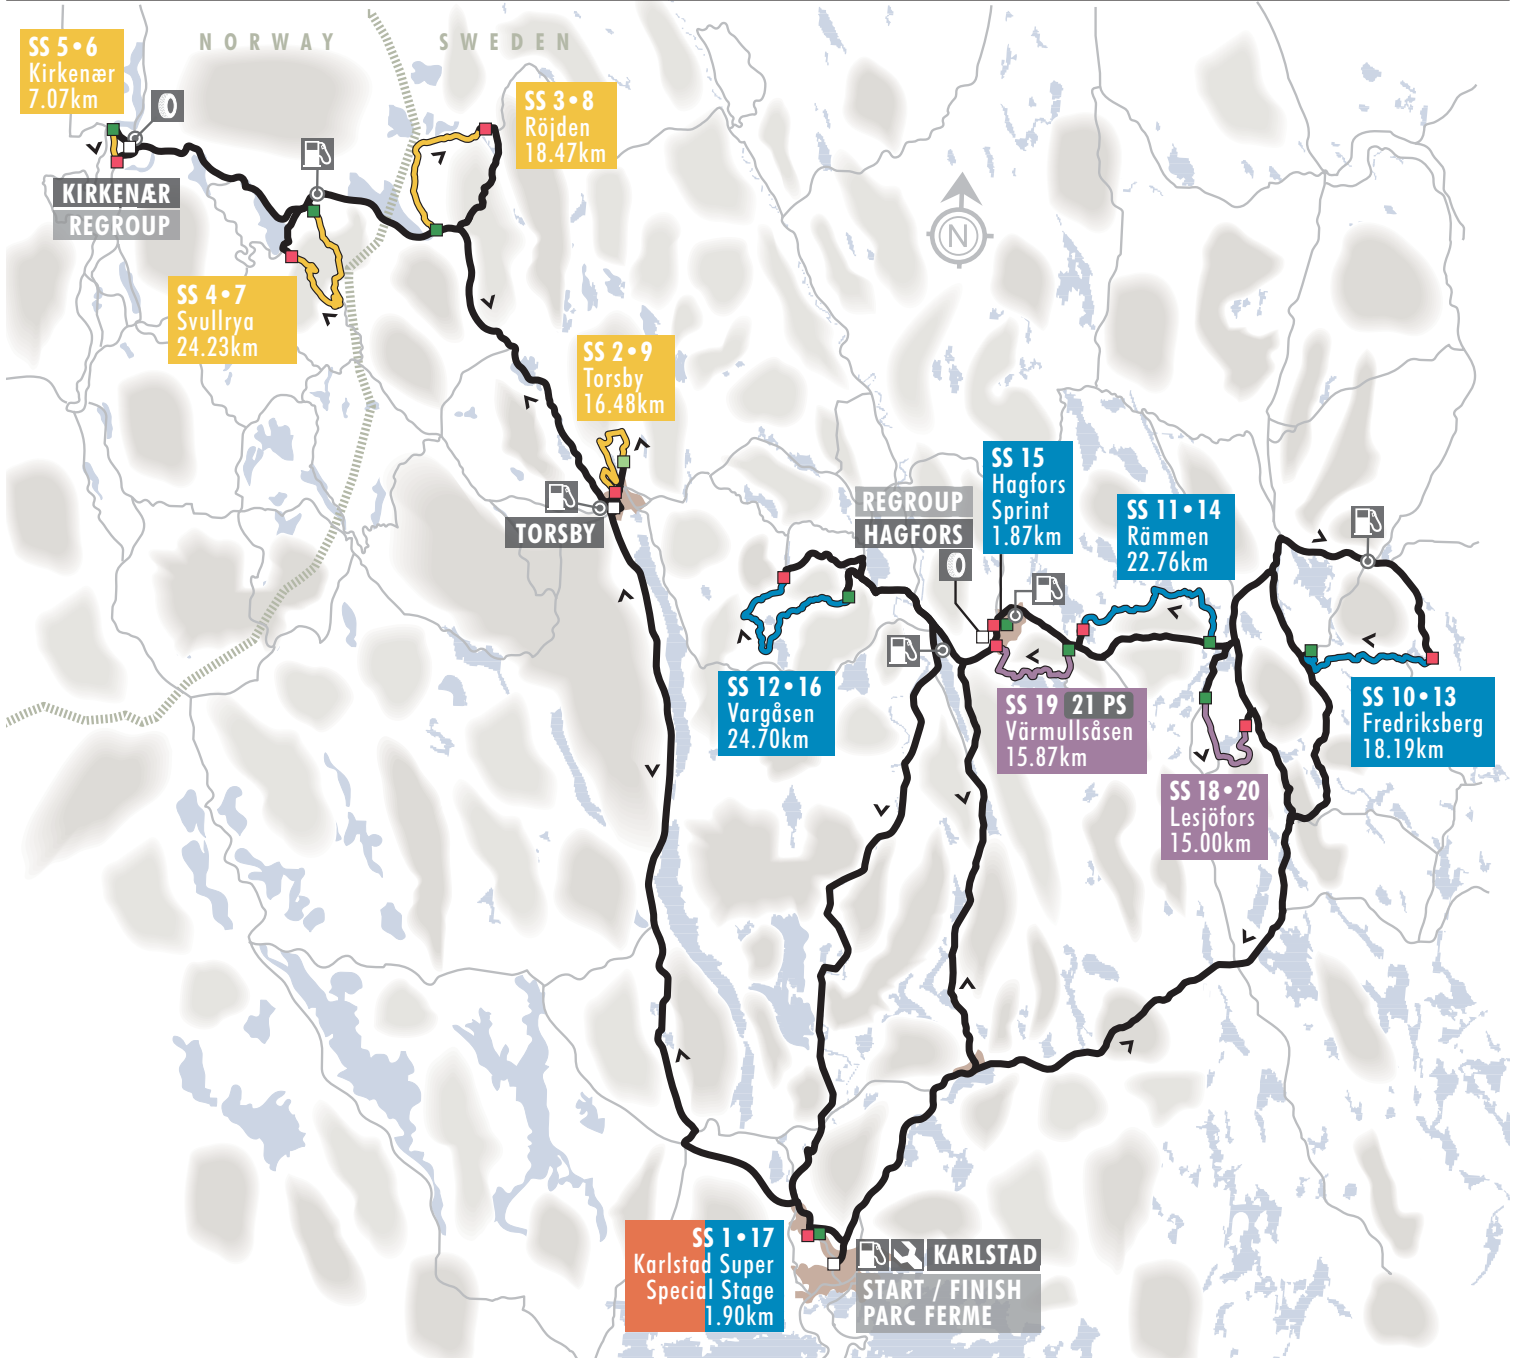 NORWAY
SWEDEN
SS 5•6
Kirkenær
7.07km
KIRKENÆR
REGROUP
SS 3•8
Röjden
18.47km
SS 4•7
Svullrya
24.23km
N
SS 2•9
Torsby
16.48km
TORSBY
REGROUP
HAGFORS
SS 15
Hagfors
Sprint
1.87km
SS 11•14
Rämmen
22.76km
SS 12•16
Vargåsen
24.70km
SS 19 21 PS
Värmullsåsen
15.87km
SS 10•13
Fredriksberg
18.19km
SS 18•20
Lesjöfors
15.00km
SS 1•17
Karlstad Super
Special Stage
1.90km
KARLSTAD
START / FINISH
PARC FERME